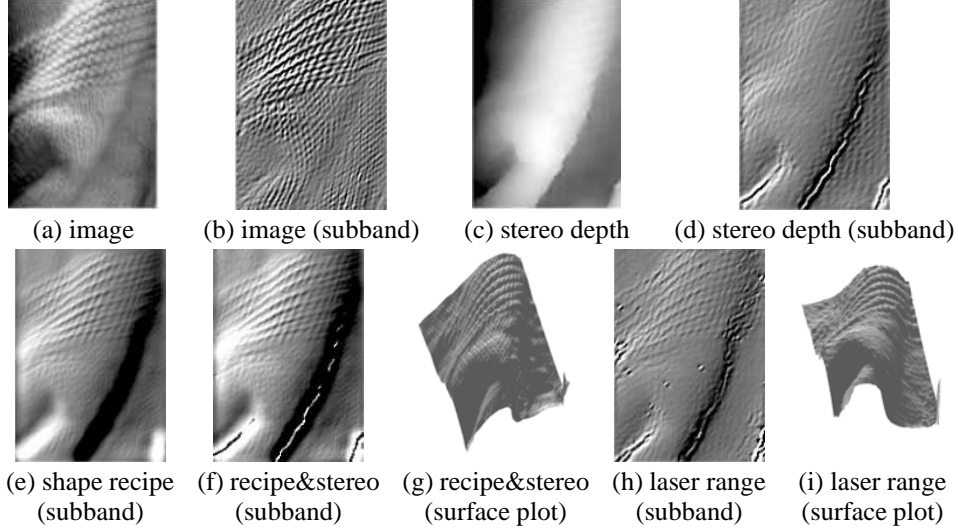 (a) image
(b) image (subband)
(c) stereo depth
(d) stereo depth (subband)
(e) shape recipe
(subband)
(f) recipe&stereo
(subband)
(g) recipe&stereo
(surface plot)
(h) laser range
(subband)
(i) laser range
(surface plot)